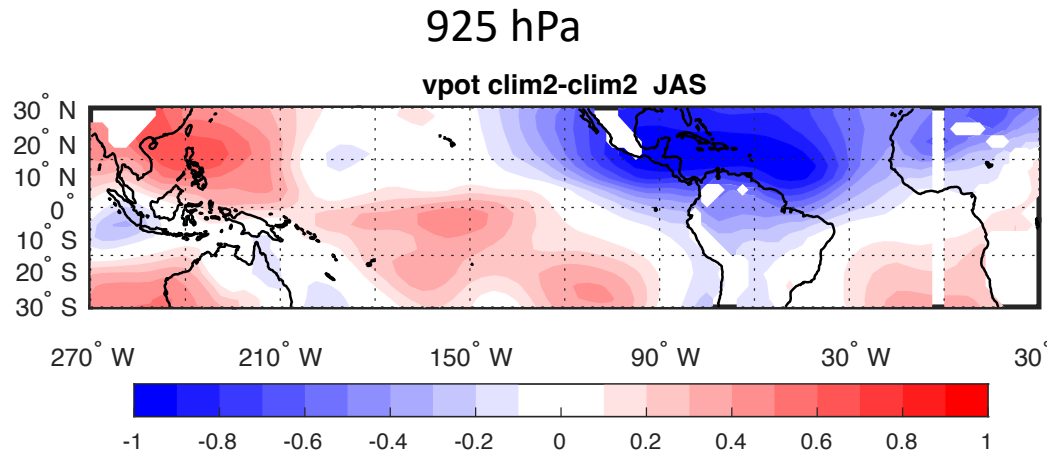 925 hPa
vpot clim2-clim2 JAS
30° N
20° N
10° N
0°
10° S
20° S
30° S
270° W 210° W 150° W 90° W 30° W 30°
-1 -0.8 -0.6 -0.4 -0.2 0 0.2 0.4 0.6 0.8 1